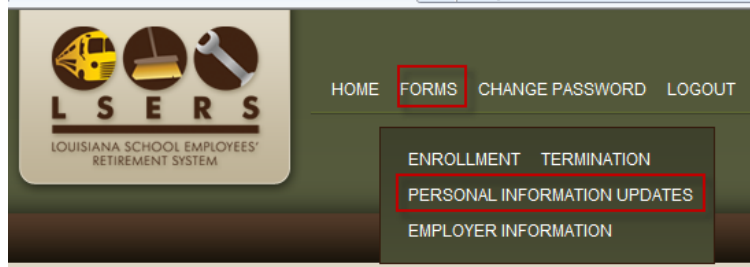 L S E R S
LOUISIANA SCHOOL EMPLOYEES'
RETIREMENT SYSTEM
HOME FORMS CHANGE PASSWORD LOGOUT
ENROLLMENT TERMINATION
PERSONAL INFORMATION UPDATES
EMPLOYER INFORMATION